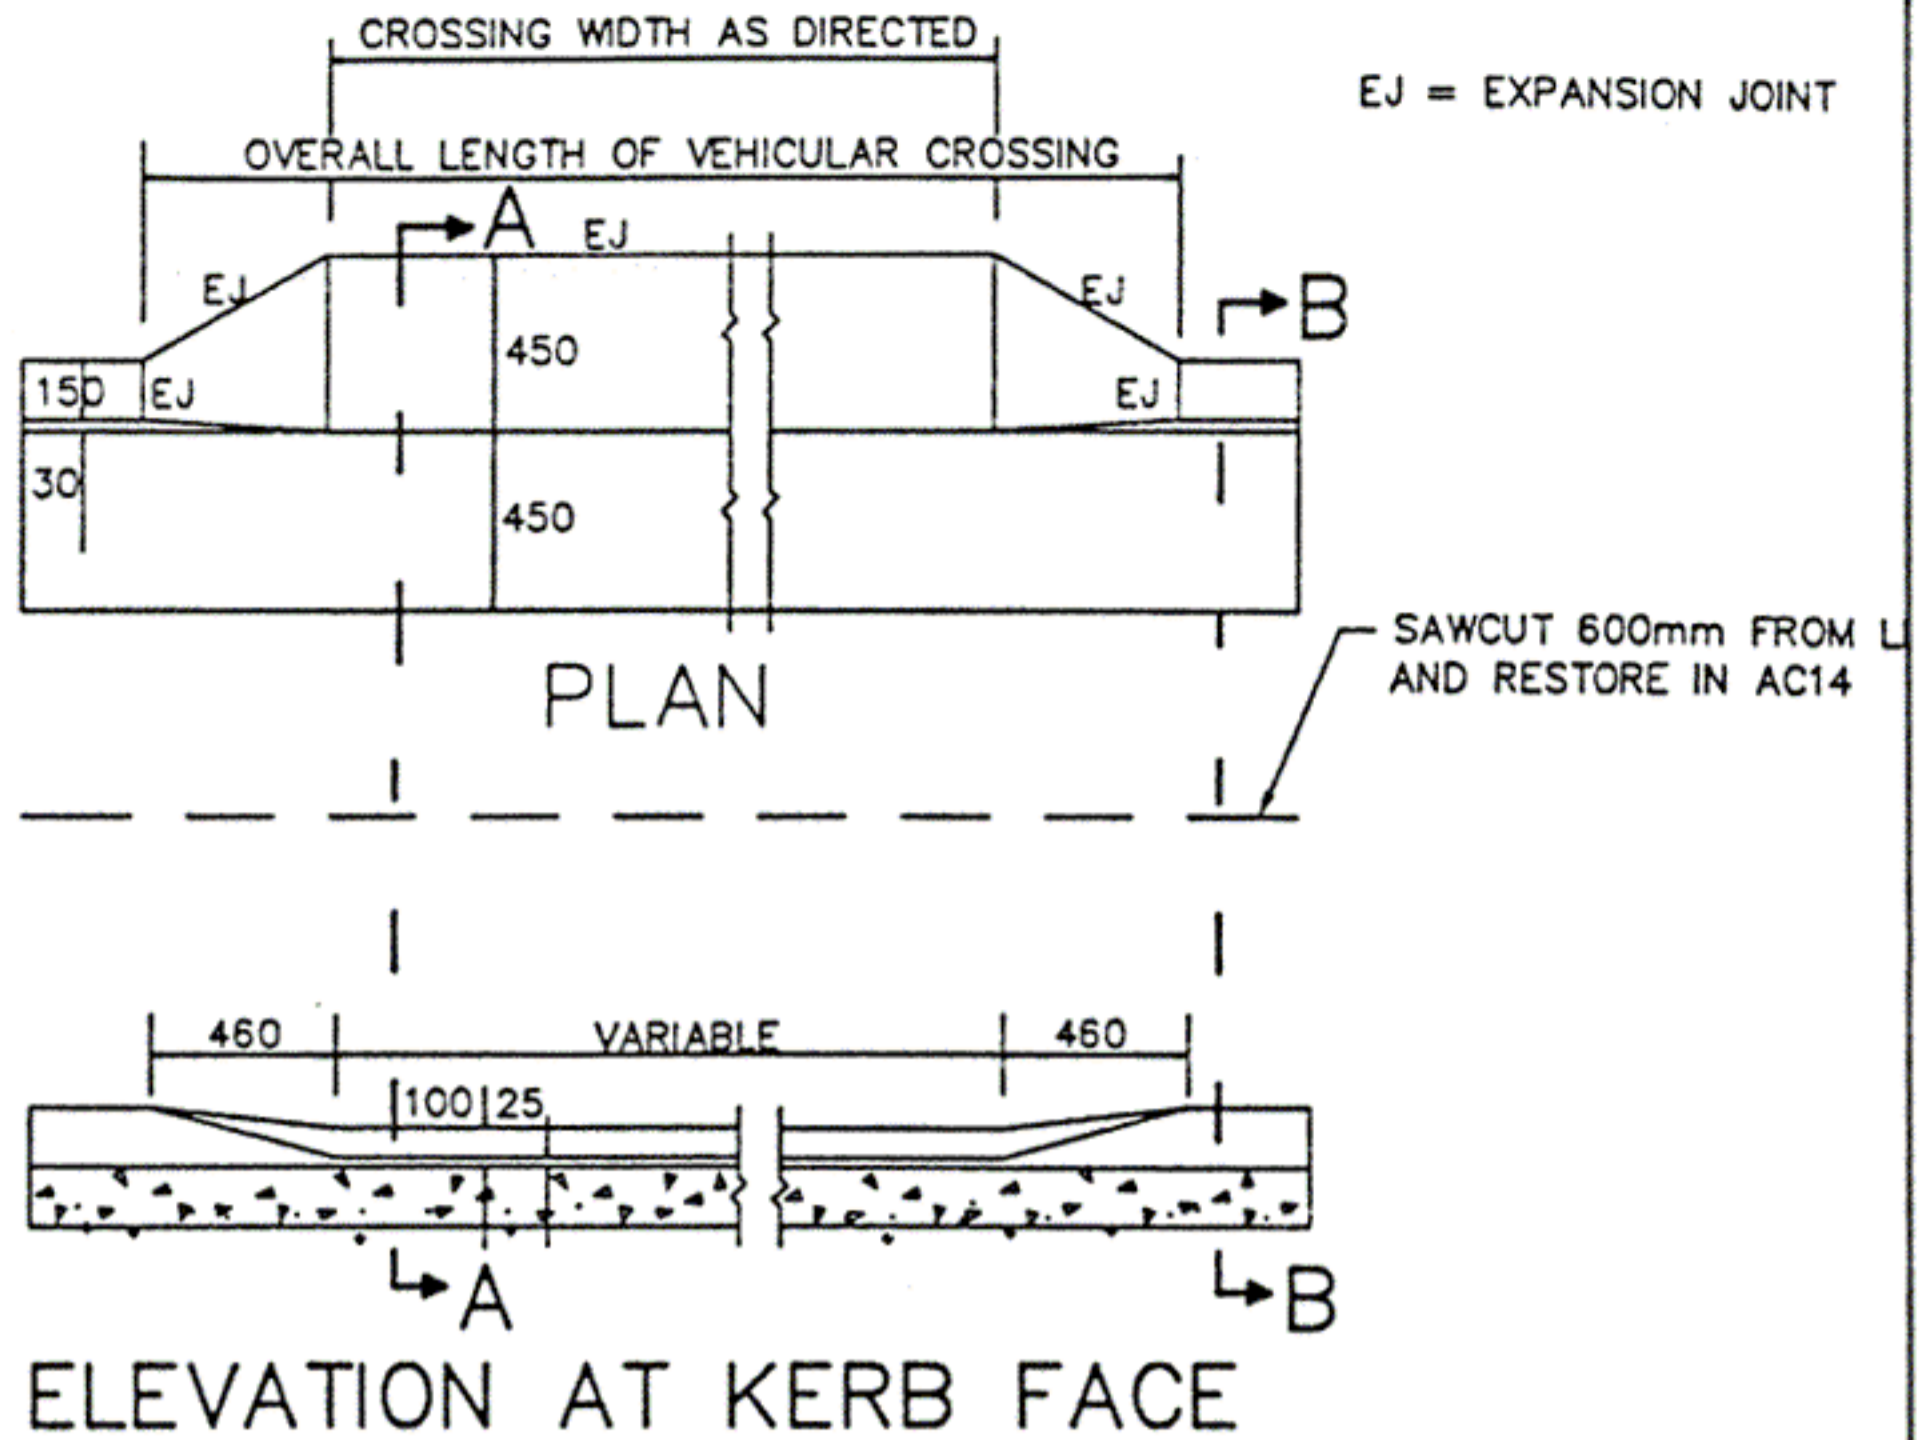 CROSSING WIDTH AS DIRECTED
EJ = EXPANSION JOINT
OVERALL LENGTH OF VEHICULAR CROSSING
A
EJ
EJ
EJ
B
450
150
EJ
EJ
30
450
SAWCUT 600mm FROM
AND RESTORE IN AC14
PLAN
460
VARIABLE
460
100
25
A
B
ELEVATION AT KERB FACE